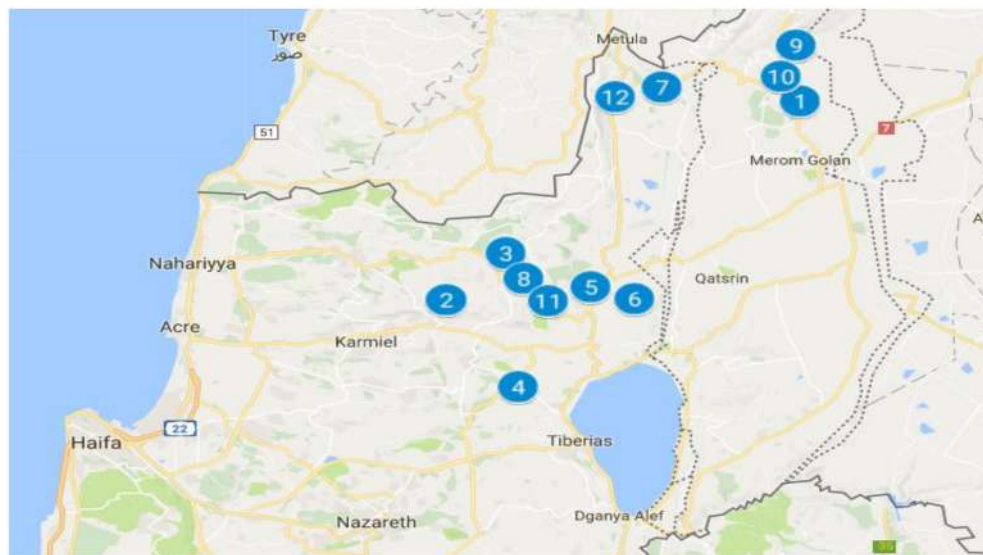 Tyre
صور
Metula
9
10
7
12
1
51
7
Merom Golan
3
Nahariyya
8
Qatsrin
5
2
11
6
Acre
Karmiel
4
22
Haifa
Tiberias
Dganya Alef
Nazareth